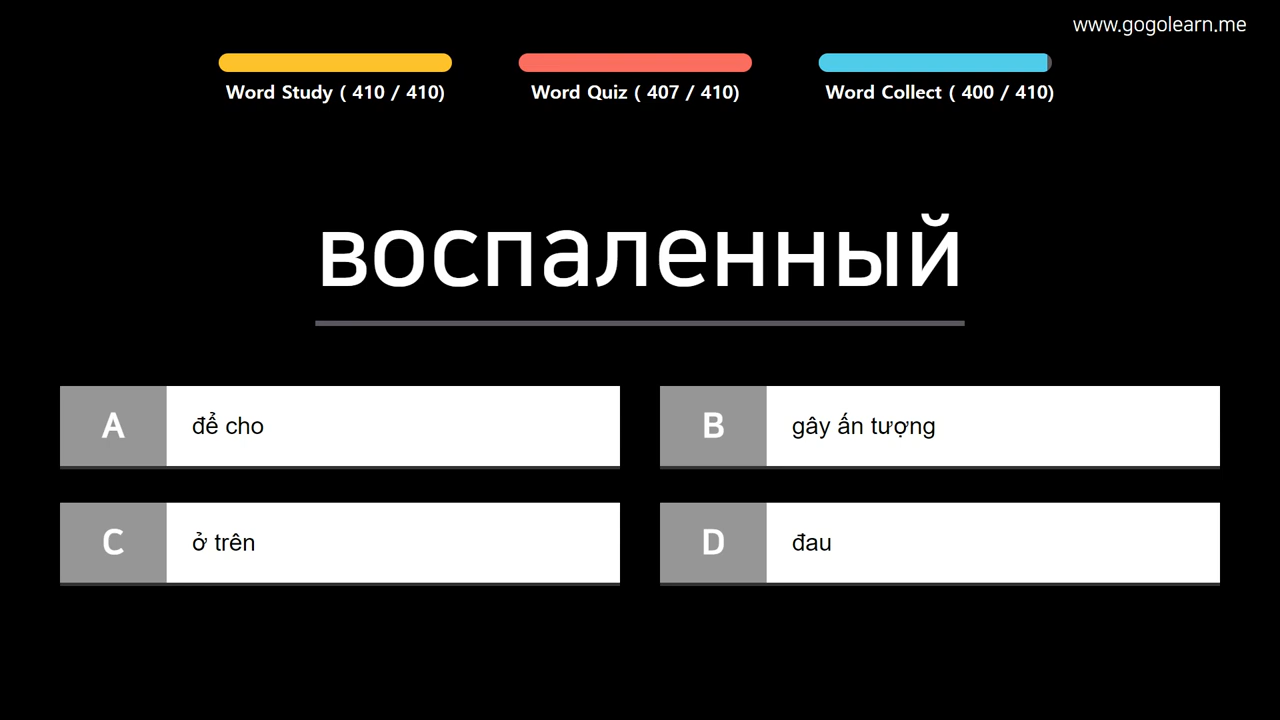 www.gogolearn.me
Word Study ( 410 / 410)
Word Quiz ( 407 / 410)
Word Collect ( 400 / 410)
воспаленный
A để cho
B gây ấn tượng
C ở trên
D đau